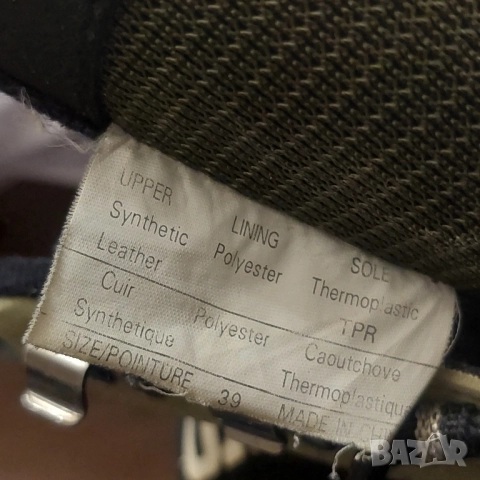 UPPER LINING SOLE
Synthetic Polyester Thermoplastic
Leather TPR
Cuir Polyester Caoutchove
Synthetique Thermoplastique
SIZE/POINTURE 39 MADE IN
BAZAR